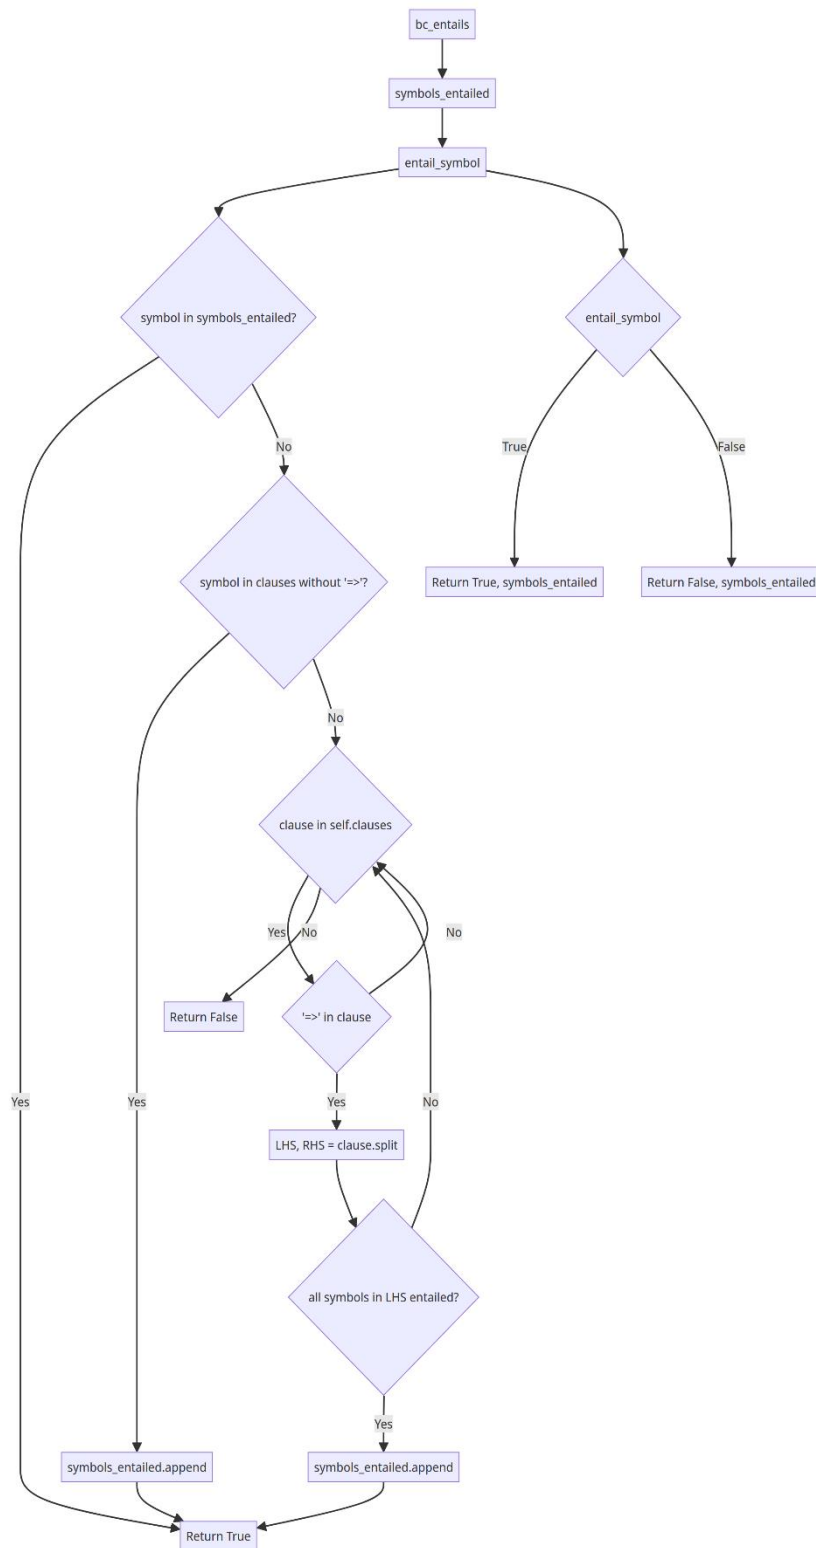 bc_entails
symbols_entailed
entail_symbol
symbol in symbols_entailed?
entail_symbol
No
True
False
symbol in clauses without '=>'?
Return True, symbols_entailed
Return False, symbols_entailed
No
clause in self.clauses
Yes
No
No
Return False
'=>' in clause
Yes
Yes
Yes
No
LHS, RHS = clause.split
all symbols in LHS entailed?
Yes
symbols_entailed.append
symbols_entailed.append
Return True